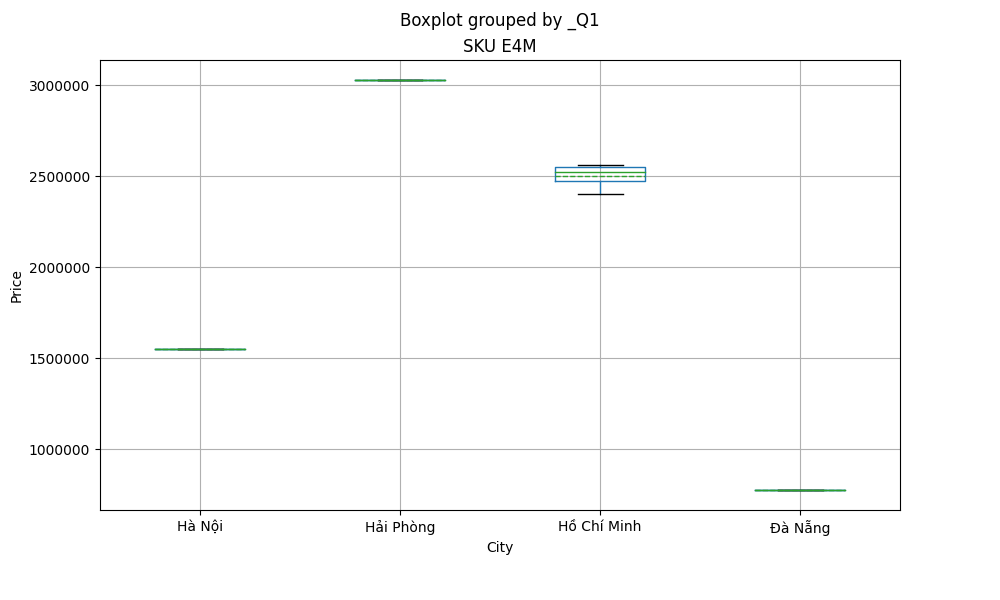 Boxplot grouped by _Q1
SKU E4M
3000000
2500000
2000000
1500000
1000000
Price
Hà Nội
Hải Phòng
Hồ Chí Minh
Đà Nẵng
City